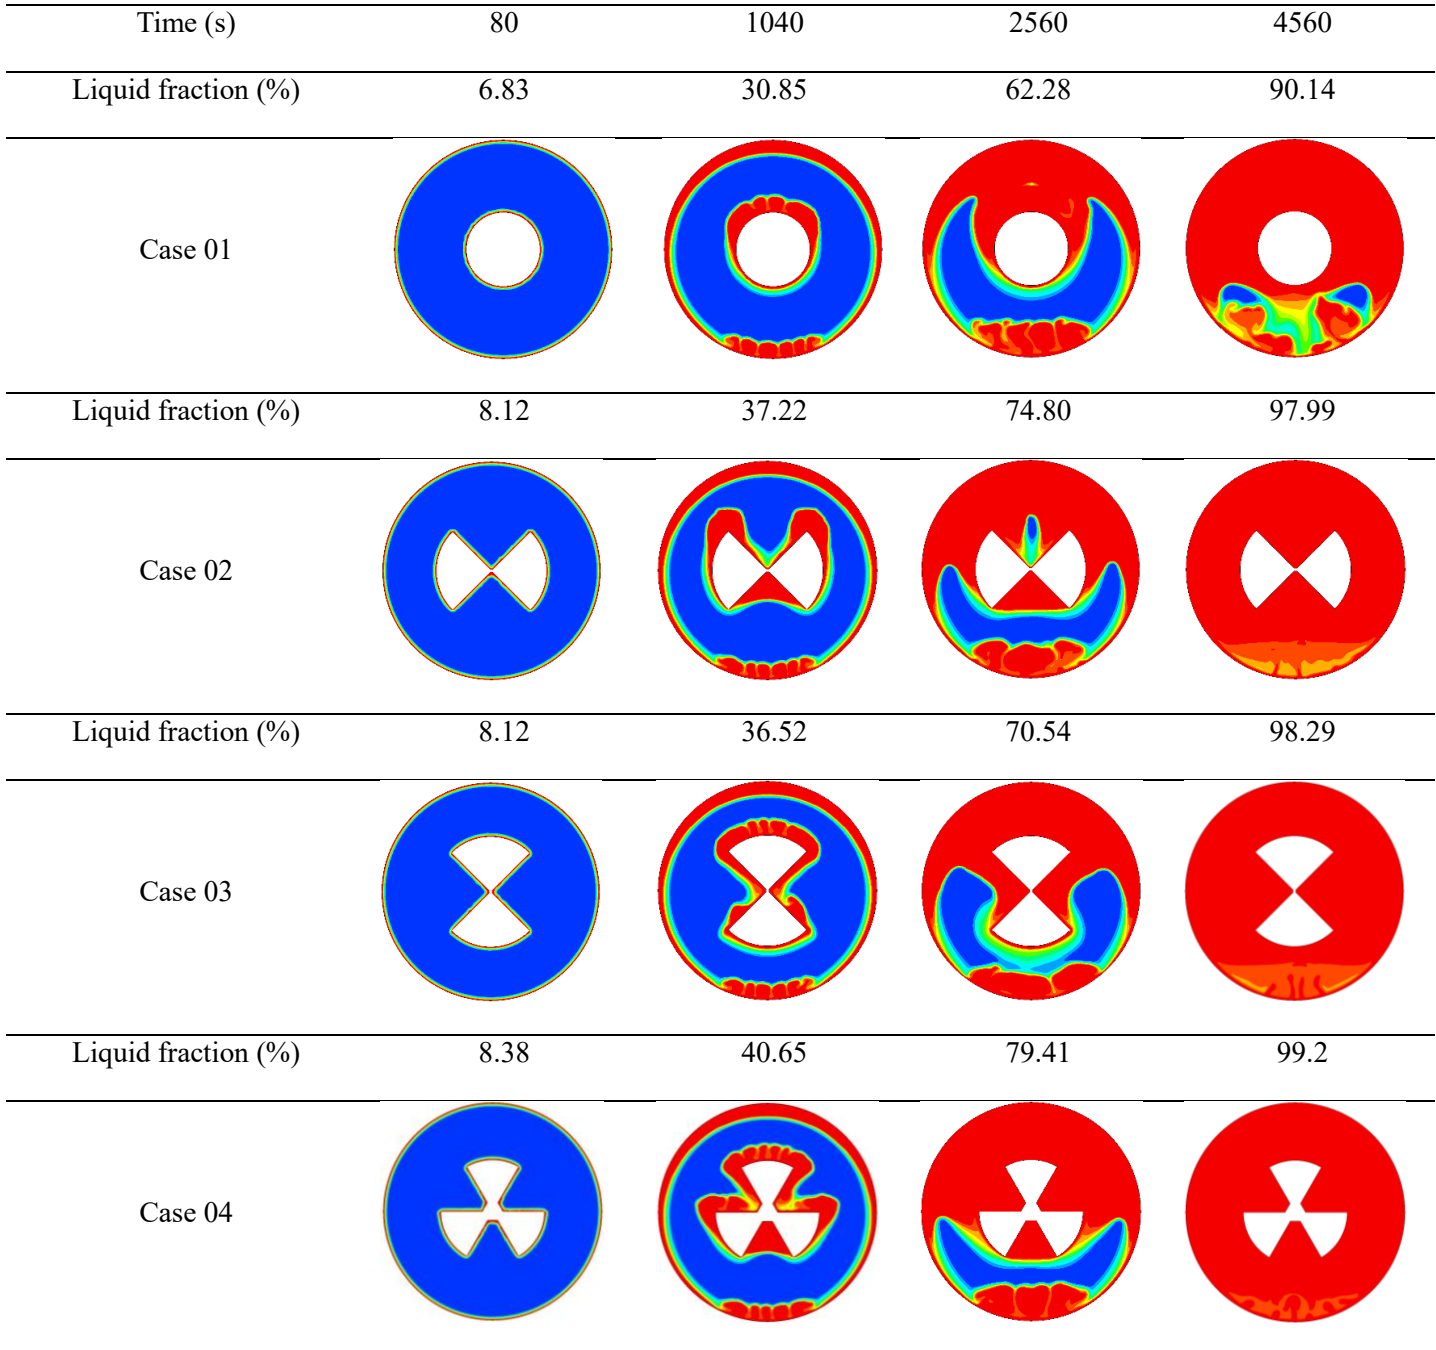 Time (s) 80 1040 2560 4560
Liquid fraction (%) 6.83 30.85 62.28 90.14
Case 01
Liquid fraction (%) 8.12 37.22 74.80 97.99
Case 02
Liquid fraction (%) 8.12 36.52 70.54 98.29
Case 03
Liquid fraction (%) 8.38 40.65 79.41 99.2
Case 04